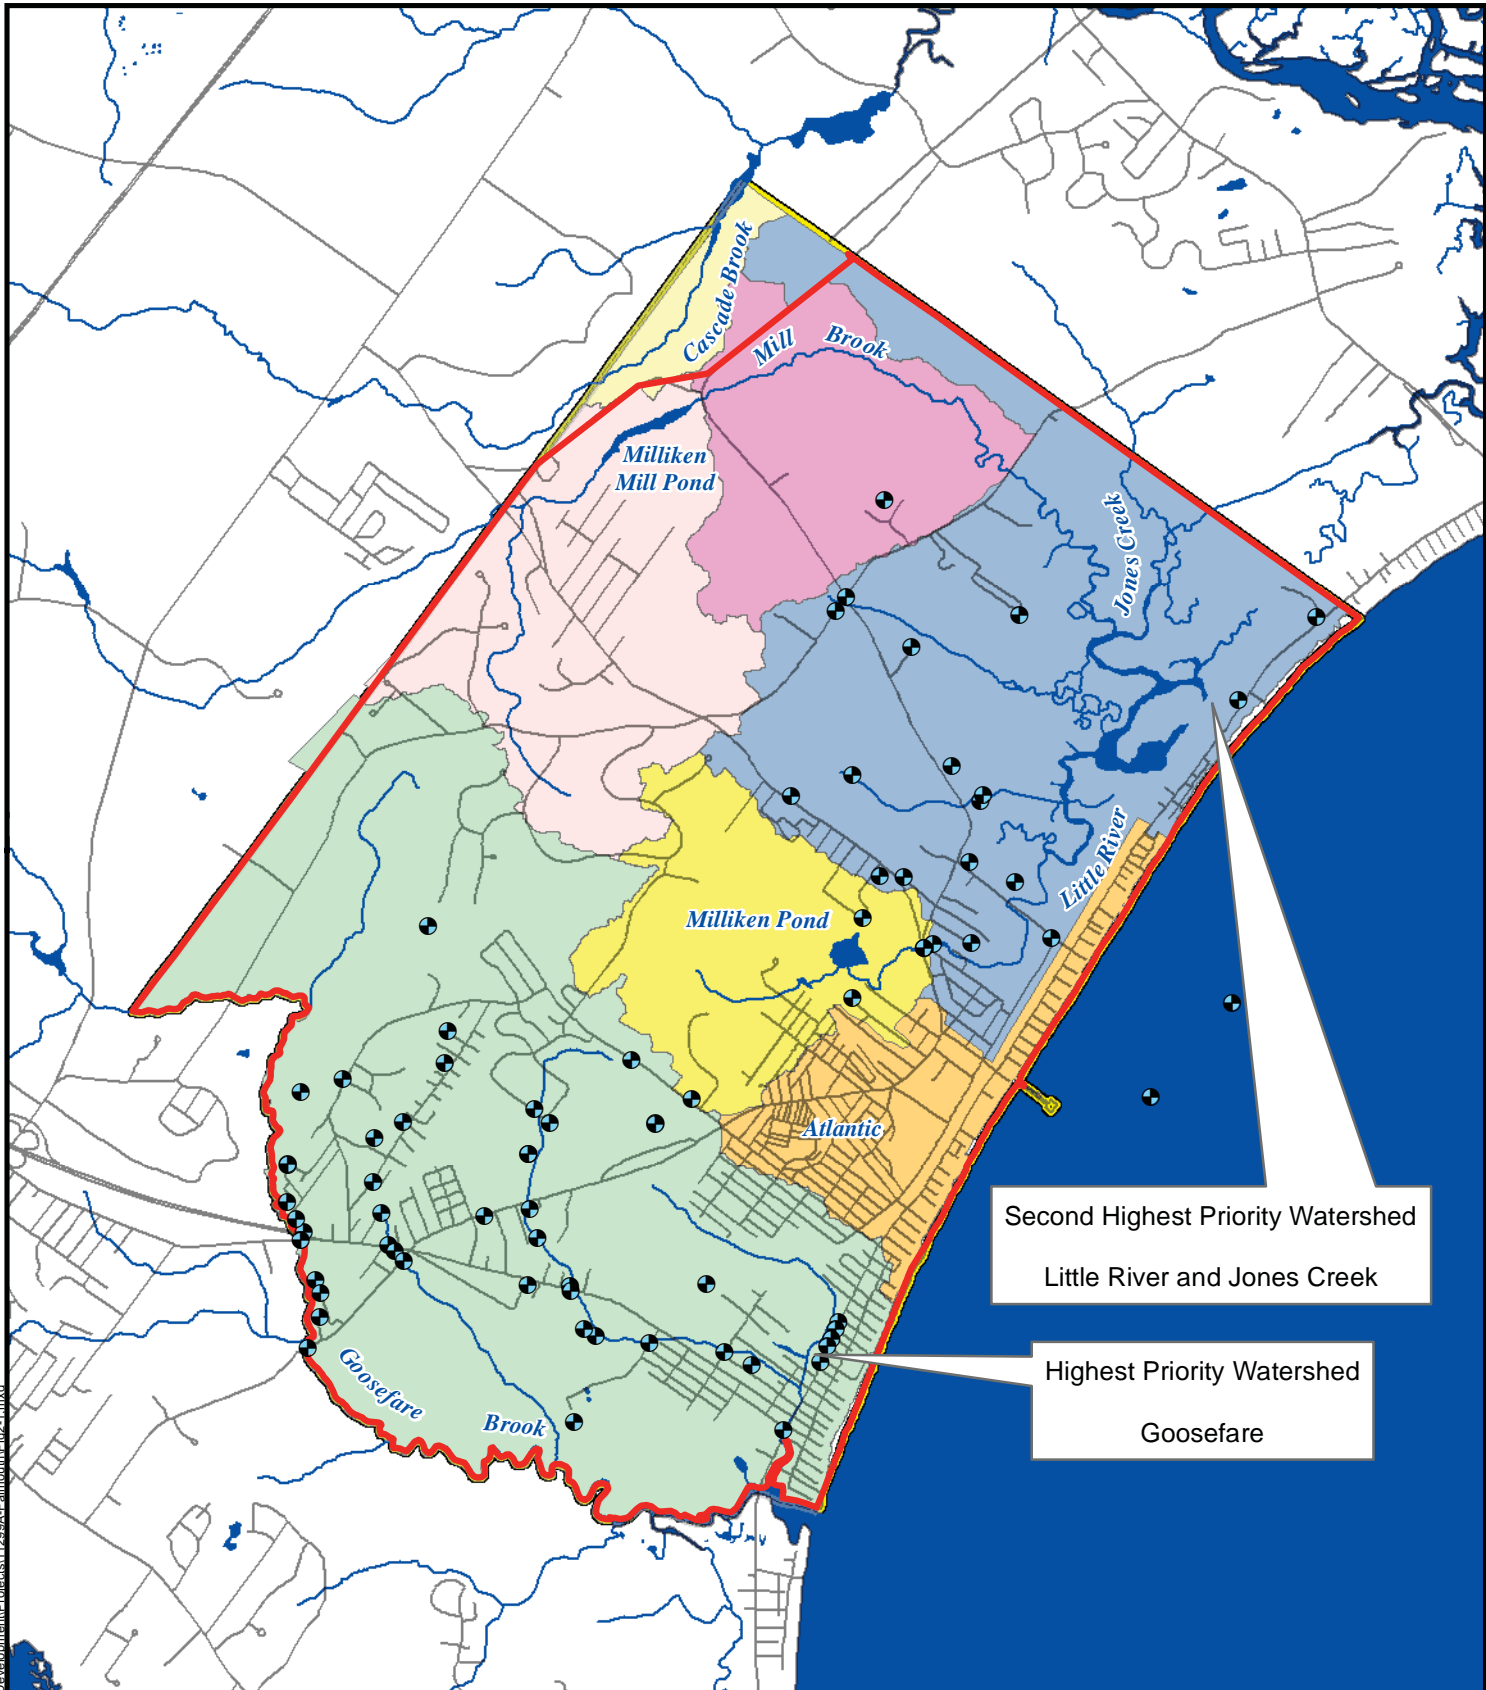 Cascade Brook
Mill Brook
Milliken
Mill Pond
Jones Creek
Little River
Milliken Pond
Atlantic
Second Highest Priority Watershed
Little River and Jones Creek
Highest Priority Watershed
Goosefare
Goosefare
Brook